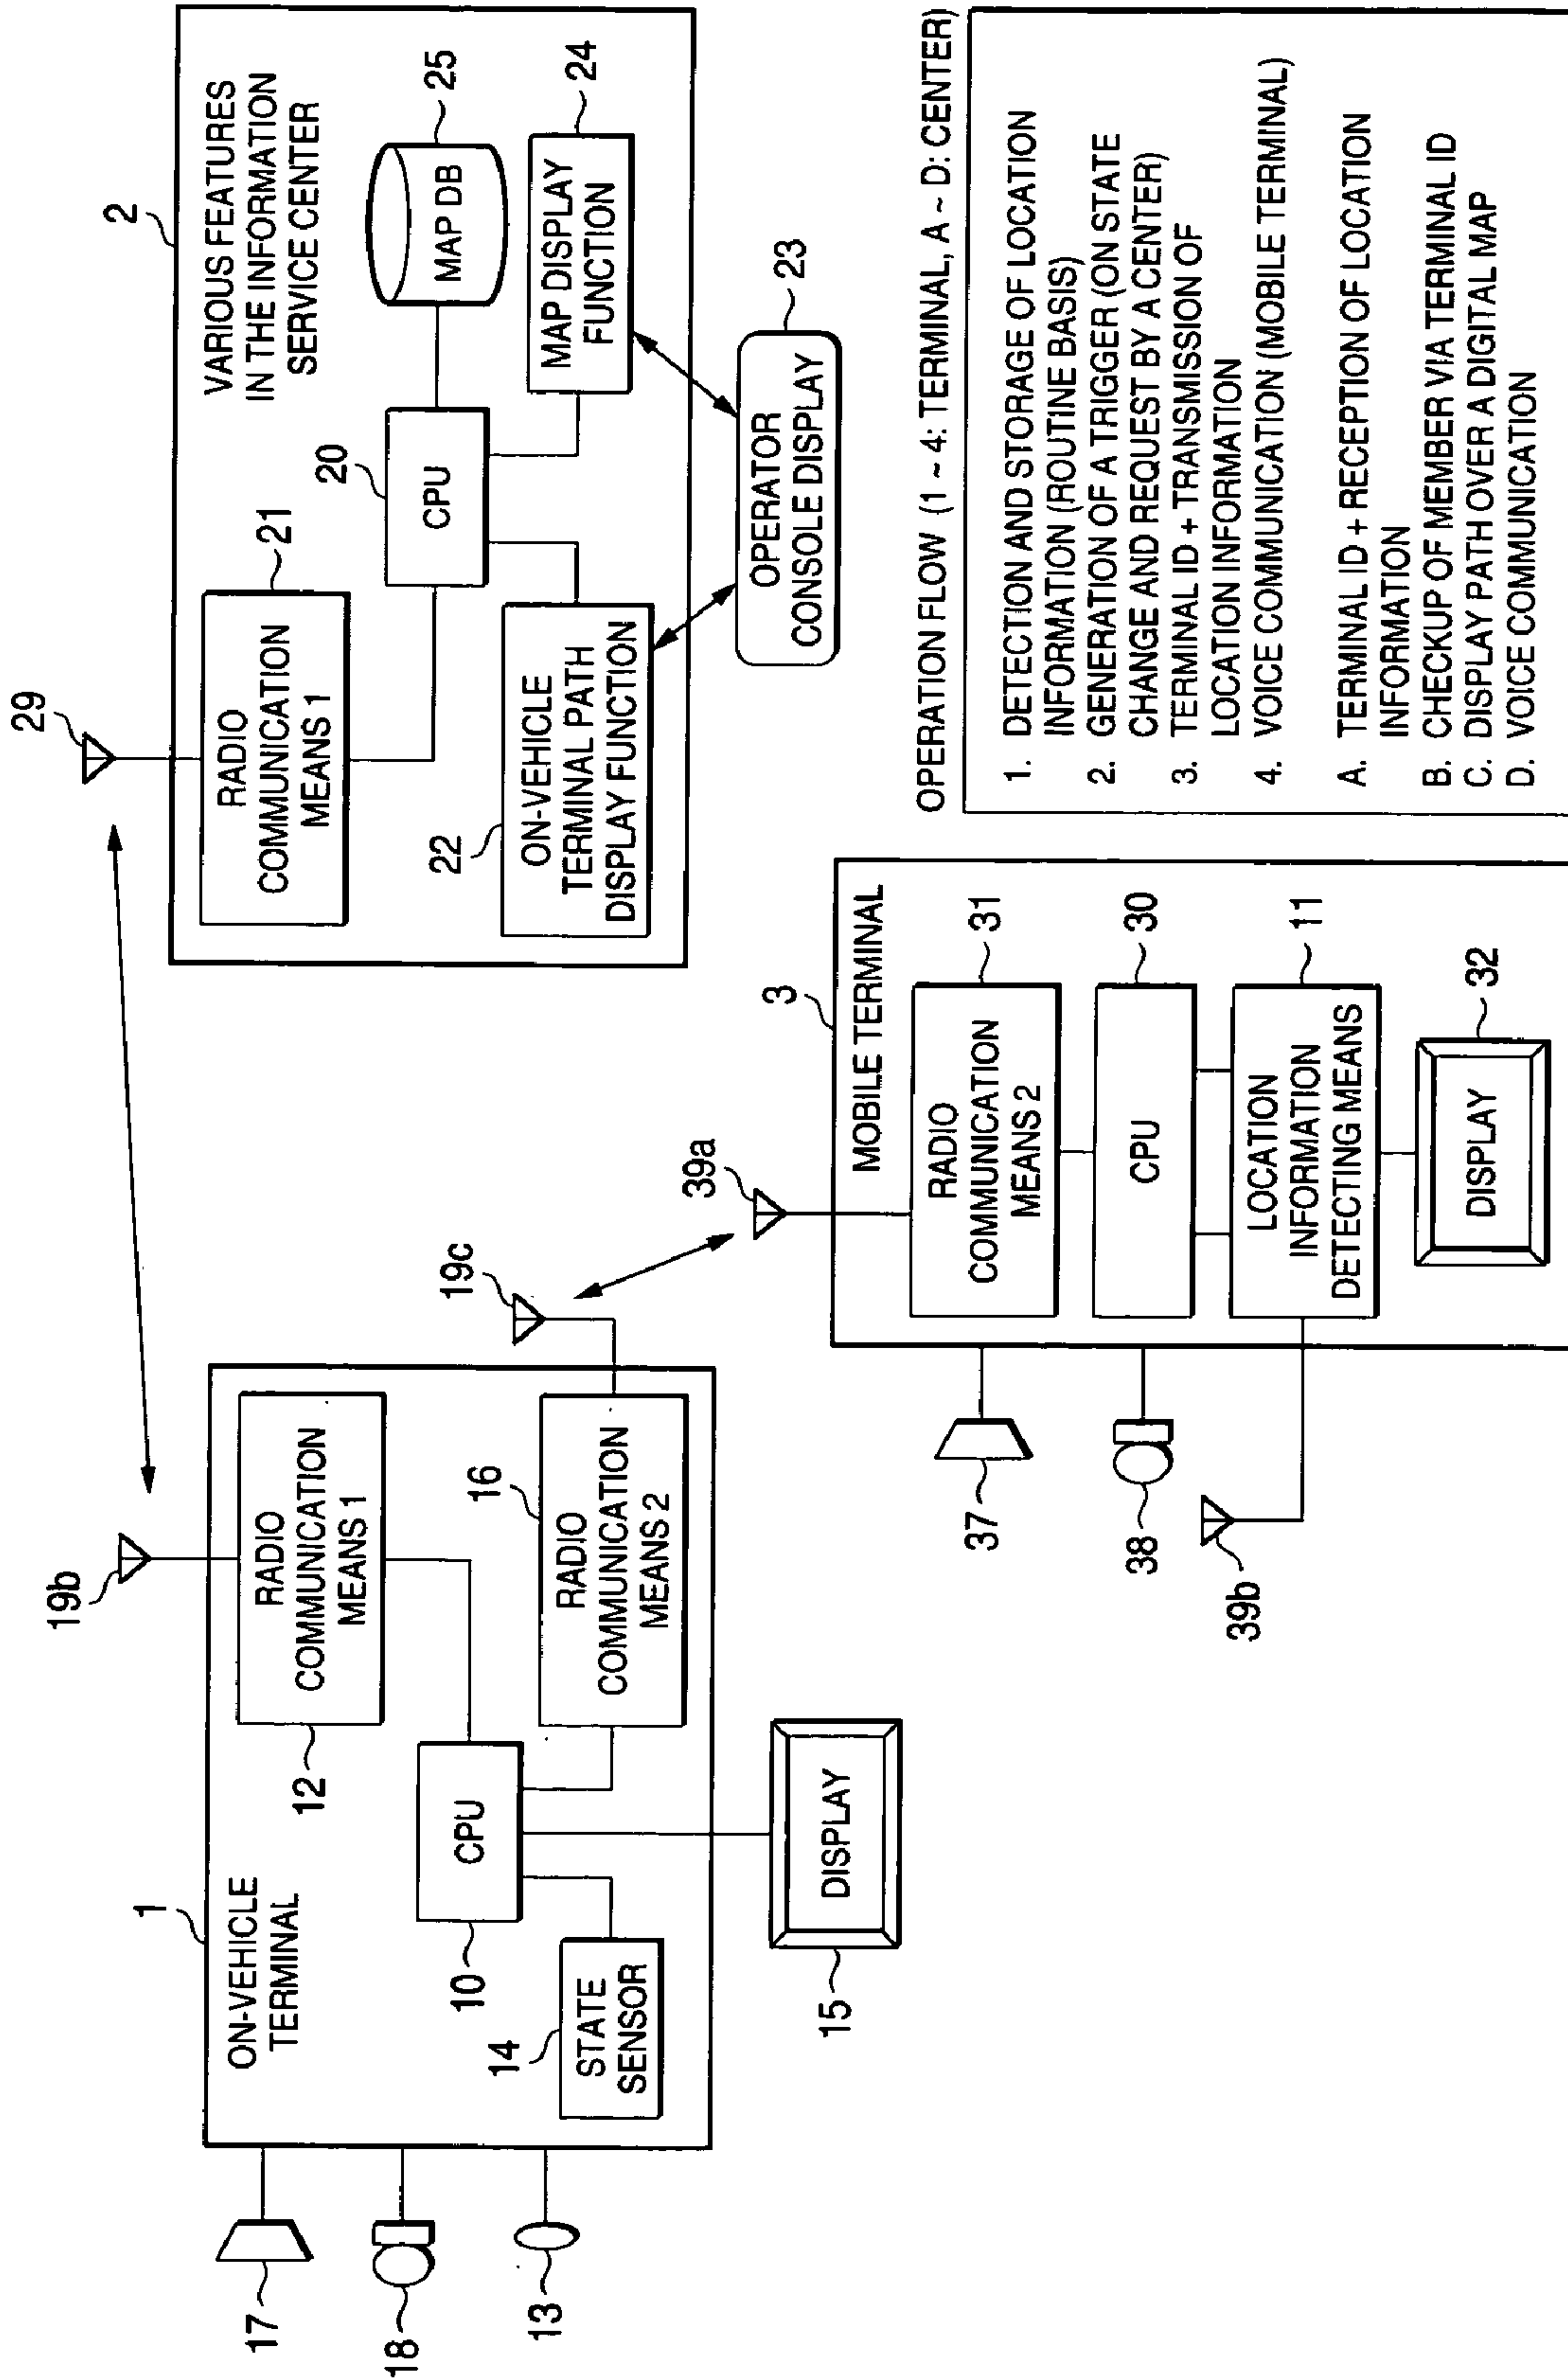 1
ON-VEHICLE
TERMINAL
19b
RADIO
COMMUNICATION
MEANS 1
12
CPU
10
16
RADIO
COMMUNICATION
MEANS 2
19c
14
STATE
SENSOR
17
18
13
DISPLAY
15
29
2
VARIOUS FEATURES
IN THE INFORMATION
SERVICE CENTER
RADIO
COMMUNICATION
MEANS 1
21
20
CPU
25
MAP DB
22
ON-VEHICLE
TERMINAL PATH
DISPLAY FUNCTION
MAP DISPLAY
FUNCTION
24
OPERATOR
CONSOLE DISPLAY
23
39a
3
MOBILE TERMINAL
RADIO
COMMUNICATION
MEANS 2
31
CPU
30
LOCATION
INFORMATION
DETECTING MEANS
11
DISPLAY
32
37
38
39b
OPERATION FLOW (1 ~ 4: TERMINAL, A ~ D: CENTER)
1. DETECTION AND STORAGE OF LOCATION
INFORMATION (ROUTINE BASIS)
2. GENERATION OF A TRIGGER (ON STATE
CHANGE AND REQUEST BY A CENTER)
3. TERMINAL ID + TRANSMISSION OF
LOCATION INFORMATION
4. VOICE COMMUNICATION (MOBILE TERMINAL)
A. TERMINAL ID + RECEPTION OF LOCATION
INFORMATION
B. CHECKUP OF MEMBER VIA TERMINAL ID
C. DISPLAY PATH OVER A DIGITAL MAP
D. VOICE COMMUNICATION